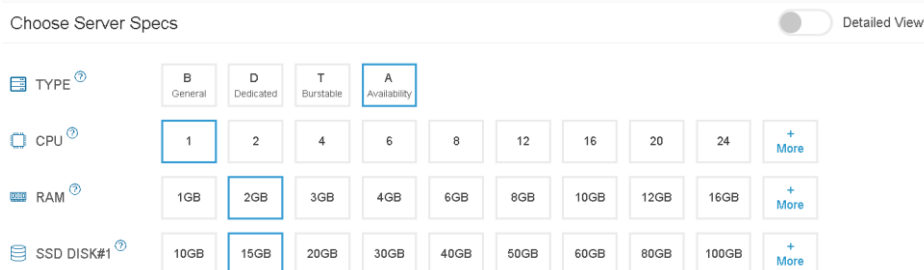 Choose Server Specs
Detailed View
TYPE ?
B
General
D
Dedicated
T
Burstable
A
Availability
CPU ?
1 2 4 6 8 12 16 20 24 + More
RAM ?
1GB 2GB 3GB 4GB 6GB 8GB 10GB 12GB 16GB + More
SSD DISK#1 ?
10GB 15GB 20GB 30GB 40GB 50GB 60GB 80GB 100GB + More